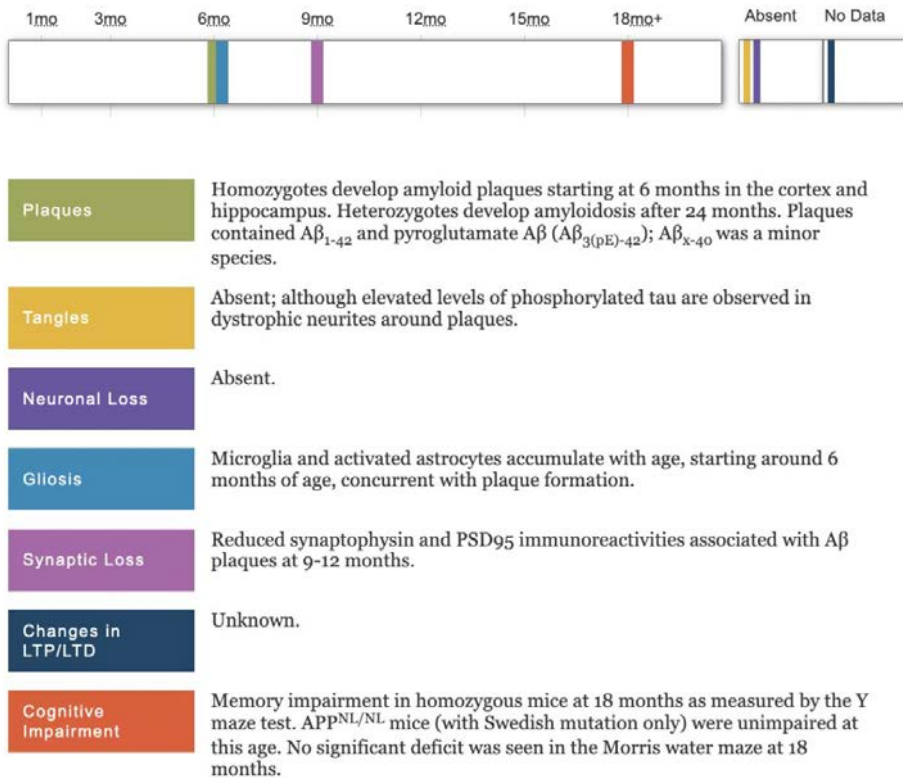 1mo 3mo 6mo 9mo 12mo 15mo 18mo+ Absent No Data
Plaques
Homozygotes develop amyloid plaques starting at 6 months in the cortex and
hippocampus. Heterozygotes develop amyloidosis after 24 months. Plaques
contained Aβ1-42 and pyroglutamate Aβ (Aβ3(pE)-42); Aβx-40 was a minor
species.
Tangles
Absent; although elevated levels of phosphorylated tau are observed in
dystrophic neurites around plaques.
Neuronal Loss
Absent.
Gliosis
Microglia and activated astrocytes accumulate with age, starting around 6
months of age, concurrent with plaque formation.
Synaptic Loss
Reduced synaptophysin and PSD95 immunoreactivities associated with Aβ
plaques at 9-12 months.
Changes in
LTP/LTD
Unknown.
Cognitive
Impairment
Memory impairment in homozygous mice at 18 months as measured by the Y
maze test. APPNL/NL mice (with Swedish mutation only) were unimpaired at
this age. No significant deficit was seen in the Morris water maze at 18
months.